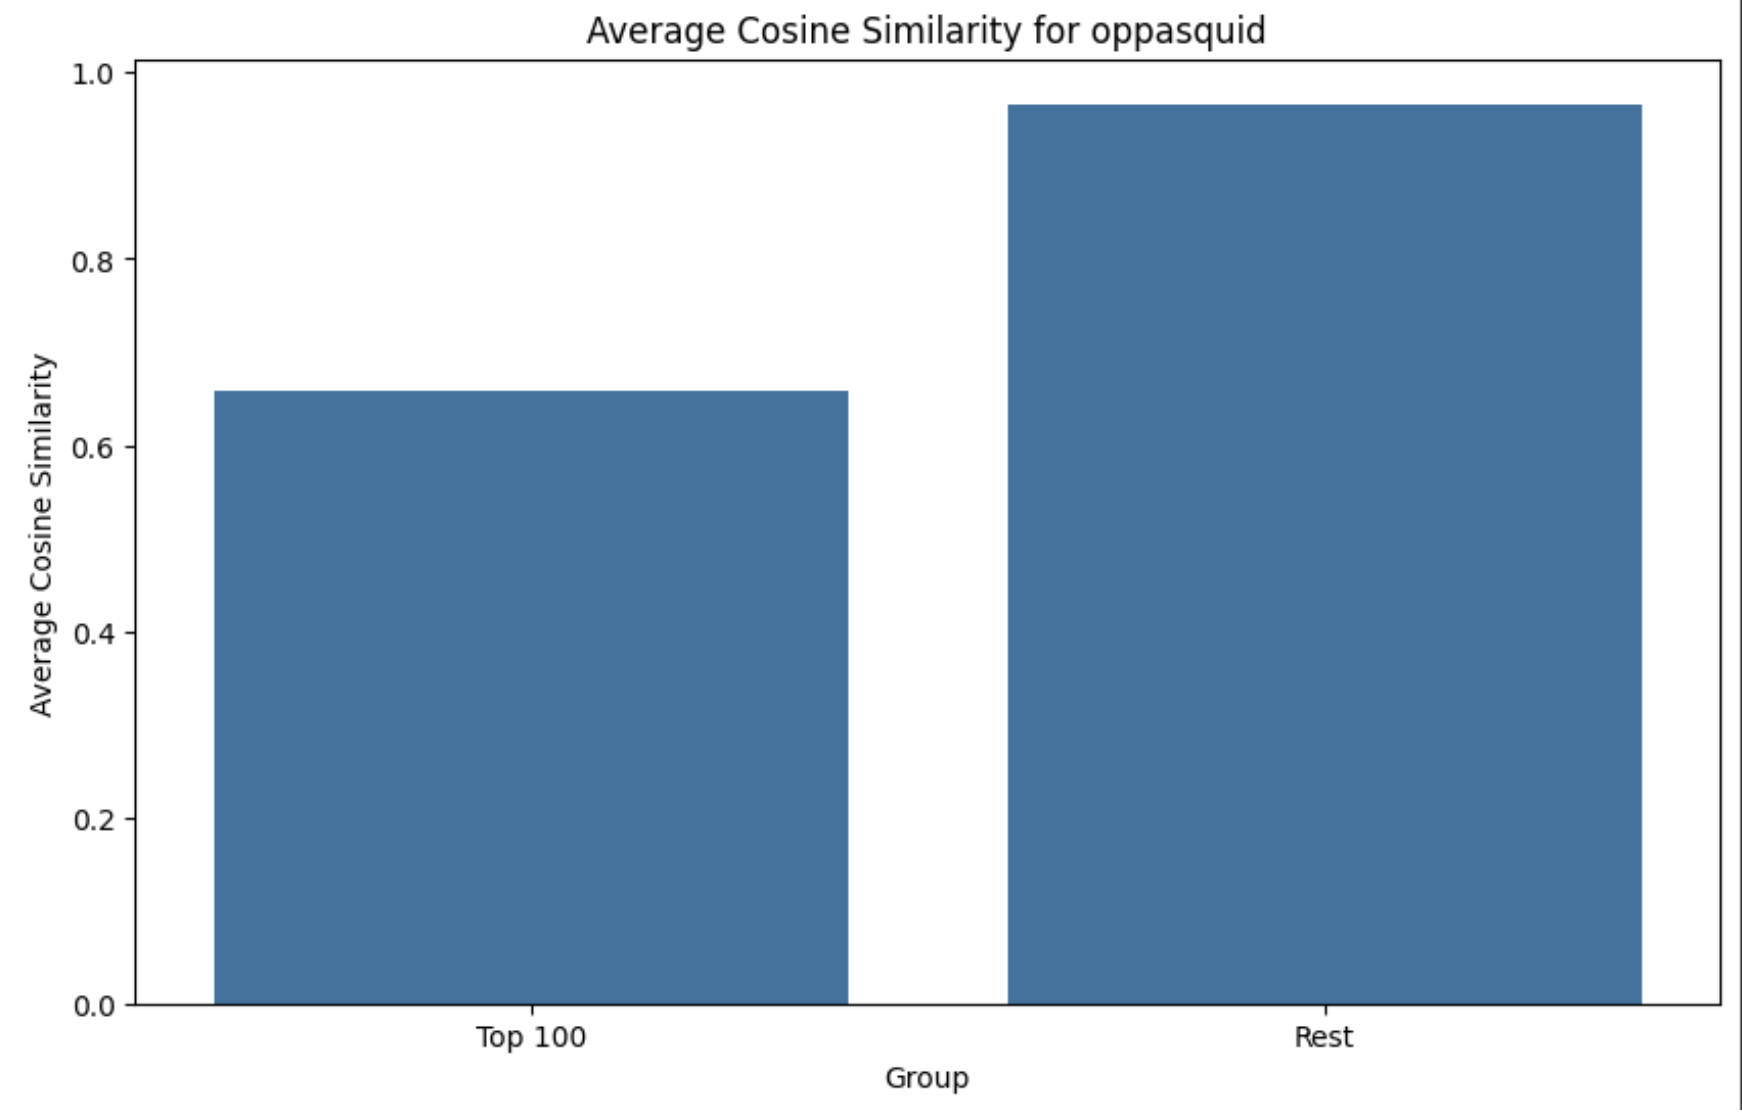 Average Cosine Similarity for oppasquid
Average Cosine Similarity
1.0
0.8
0.6
0.4
0.2
0.0
Top 100
Rest
Group